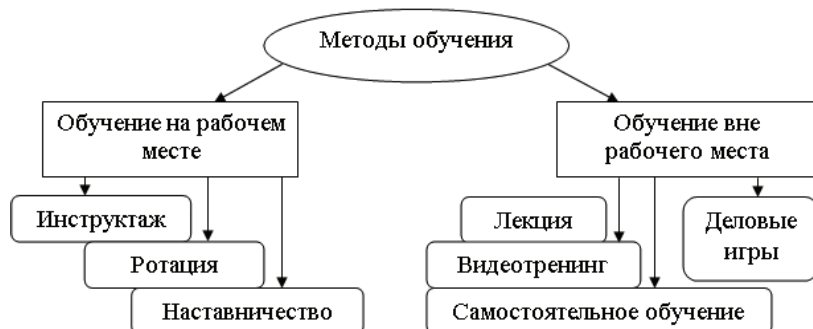 Методы обучения
Обучение на рабочем
месте
Обучение вне
рабочего места
Инструктаж
Ротация
Наставничество
Лекция
Видеотренинг
Самостоятельное обучение
Деловые
игры